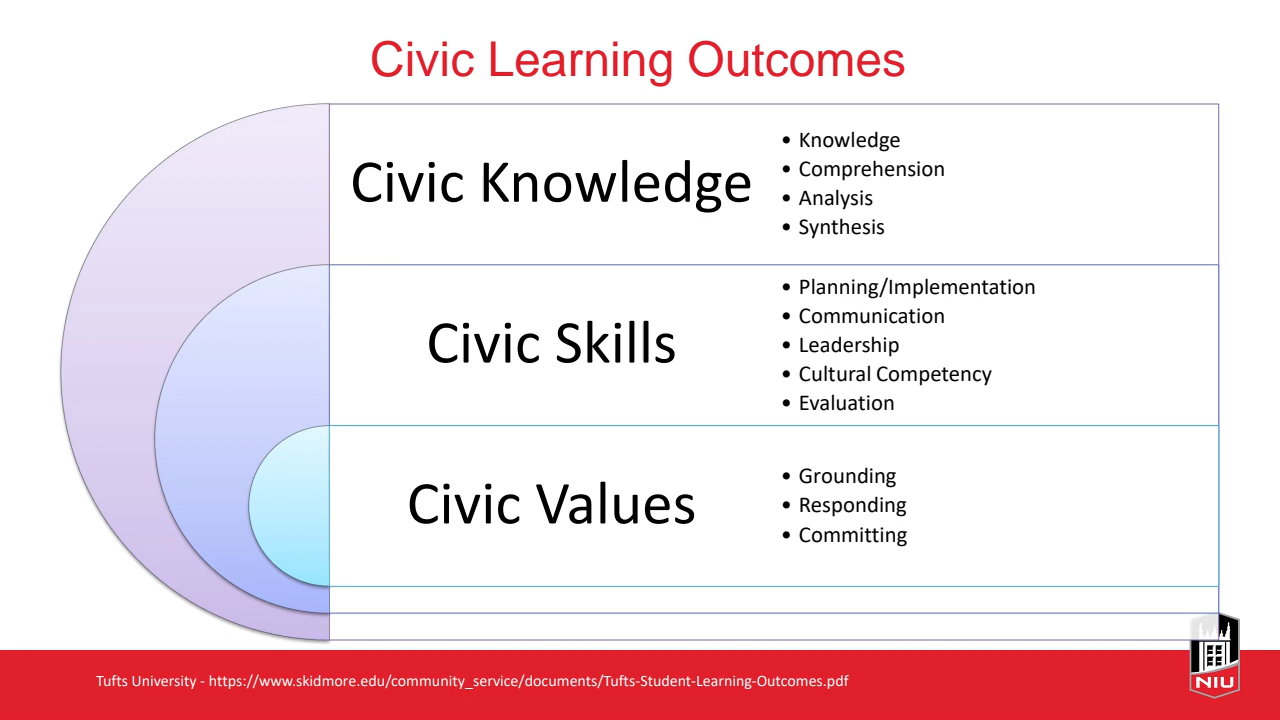 Civic Learning Outcomes
Civic Knowledge
• Knowledge
• Comprehension
• Analysis
• Synthesis
Civic Skills
• Planning/Implementation
• Communication
• Leadership
• Cultural Competency
• Evaluation
Civic Values
• Grounding
• Responding
• Committing
Tufts University - https://www.skidmore.edu/community_service/documents/Tufts-Student-Learning-Outcomes.pdf
NIU